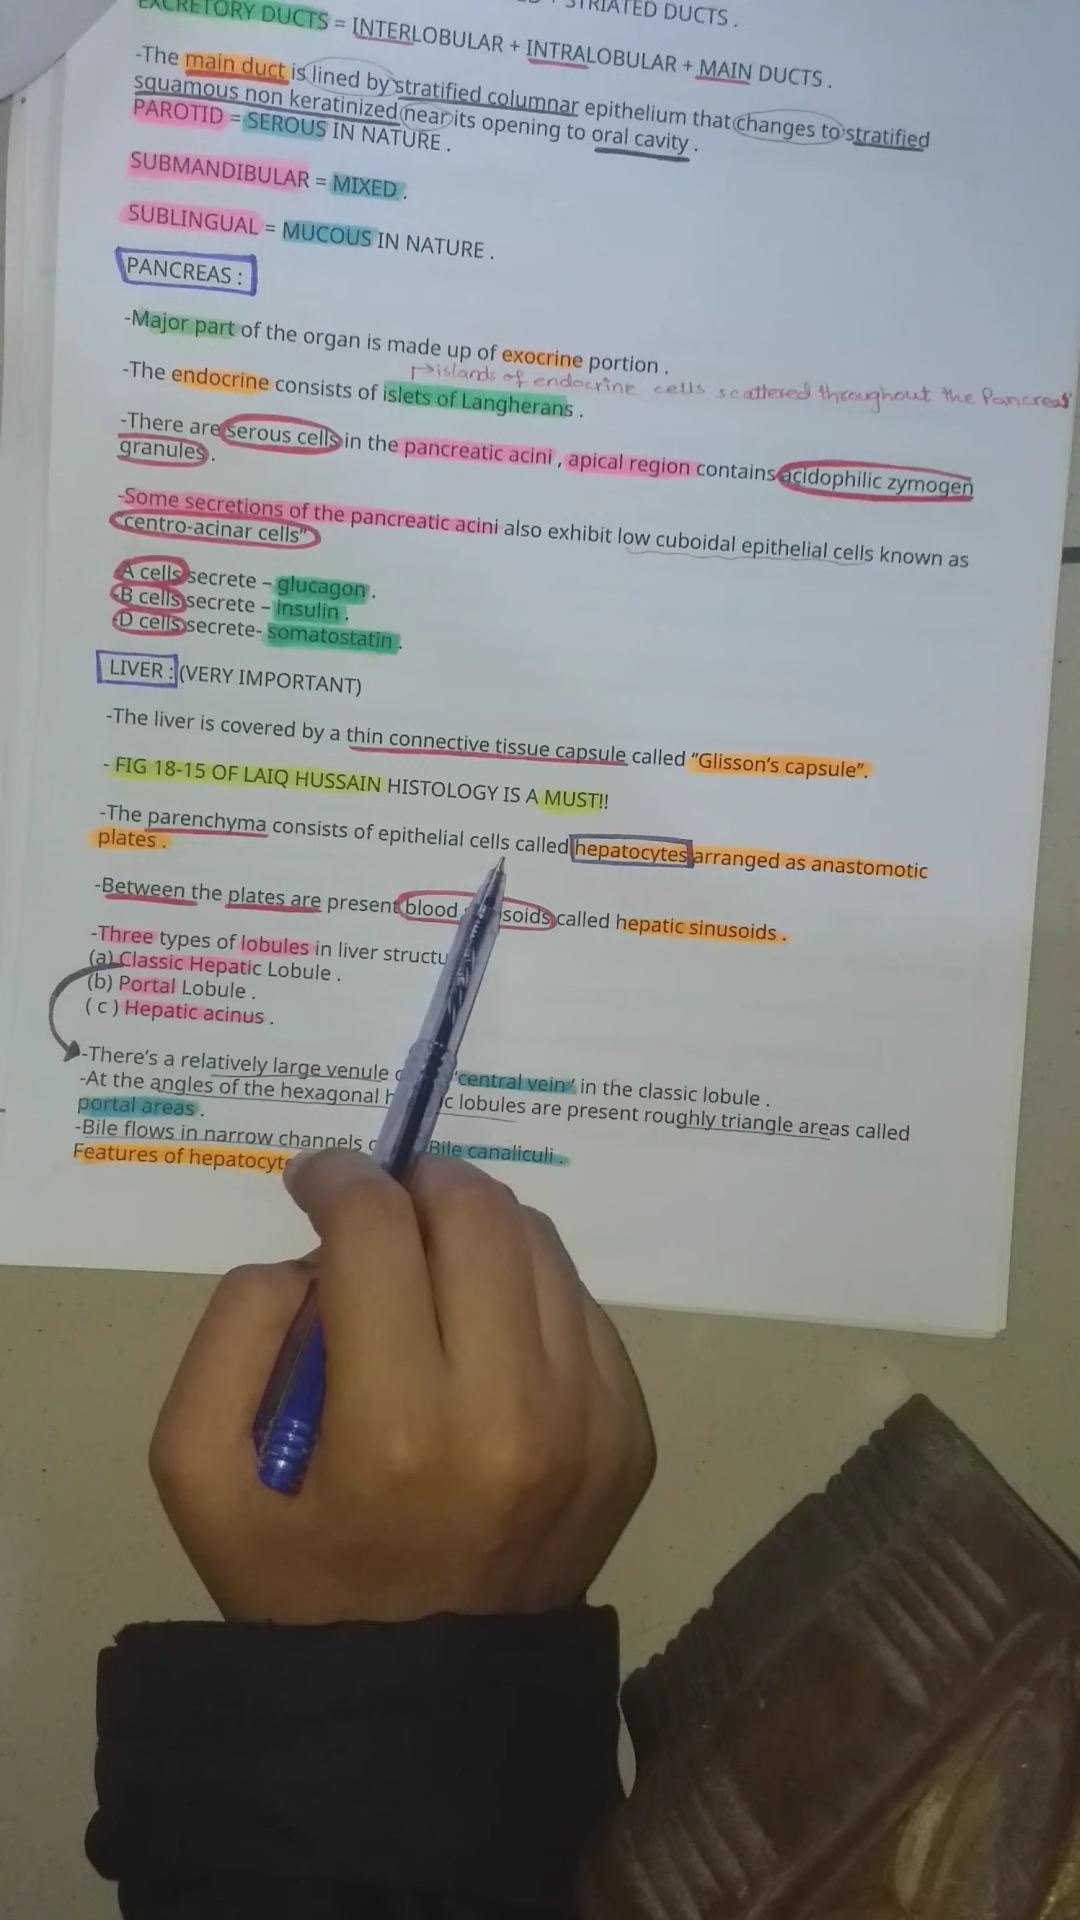 STRIATED DUCTS .
EXCRETORY DUCTS = INTERLOBULAR + INTRALOBULAR + MAIN DUCTS .
-The main duct is lined by stratified columnar epithelium that changes to stratified
squamous non keratinized near its opening to oral cavity .
PAROTID = SEROUS IN NATURE .
SUBMANDIBULAR = MIXED .
SUBLINGUAL = MUCOUS IN NATURE .
PANCREAS :
-Major part of the organ is made up of exocrine portion .
islands of endocrine cells scattered throughout the Pancreas
-The endocrine consists of islets of Langherans .
-There are serous cells in the pancreatic acini , apical region contains acidophilic zymogen
granules .
-Some secretions of the pancreatic acini also exhibit low cuboidal epithelial cells known as
"centro-acinar cells"
-A cells secrete – glucagon .
-B cells secrete – insulin .
-D cells secrete- somatostatin .
LIVER : (VERY IMPORTANT)
-The liver is covered by a thin connective tissue capsule called "Glisson's capsule".
- FIG 18-15 OF LAIQ HUSSAIN HISTOLOGY IS A MUST!!
-The parenchyma consists of epithelial cells called hepatocytes arranged as anastomotic
plates .
-Between the plates are present blood soids called hepatic sinusoids .
-Three types of lobules in liver structu
(a) Classic Hepatic Lobule .
(b) Portal Lobule .
( c ) Hepatic acinus .
-There's a relatively large venule 'central vein' in the classic lobule .
-At the angles of the hexagonal h c lobules are present roughly triangle areas called
portal areas .
-Bile flows in narrow channels Bile canaliculi .
Features of hepatocyt